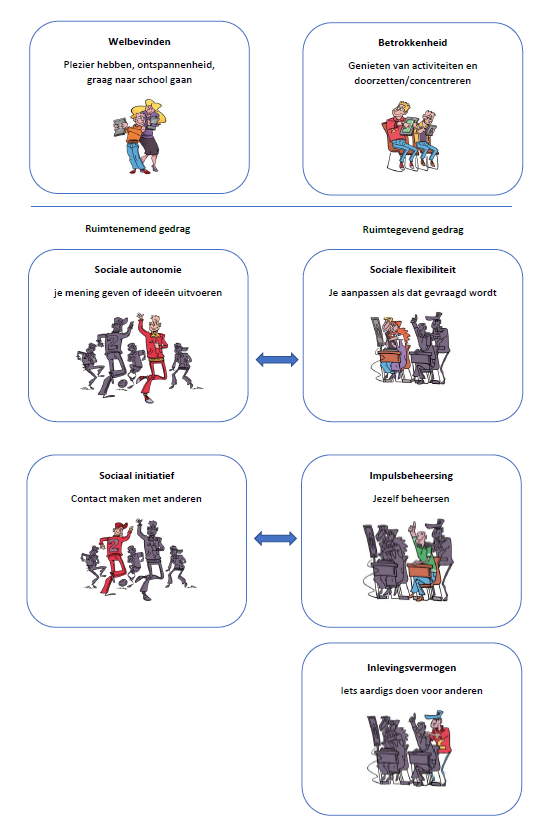 Welbevinden
Plezier hebben, ontspannenheid,
graag naar school gaan
Betrokkenheid
Genieten van activiteiten en
doorzetten/concentreren
Ruimtenemend gedrag
Ruimtegevend gedrag
Sociale autonomie
je mening geven of ideeën uitvoeren
Sociale flexibiliteit
Je aanpassen als dat gevraagd wordt
Sociaal initiatief
Contact maken met anderen
Impulsbeheersing
Jezelf beheersen
Inlevingsvermogen
Iets aardigs doen voor anderen